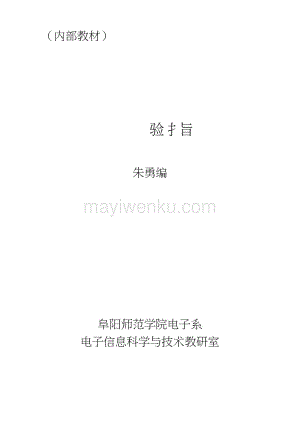 （内部教材）
验扌旨
朱勇编
mayiwenku.com
阜阳师范学院电子系
电子信息科学与技术教研室